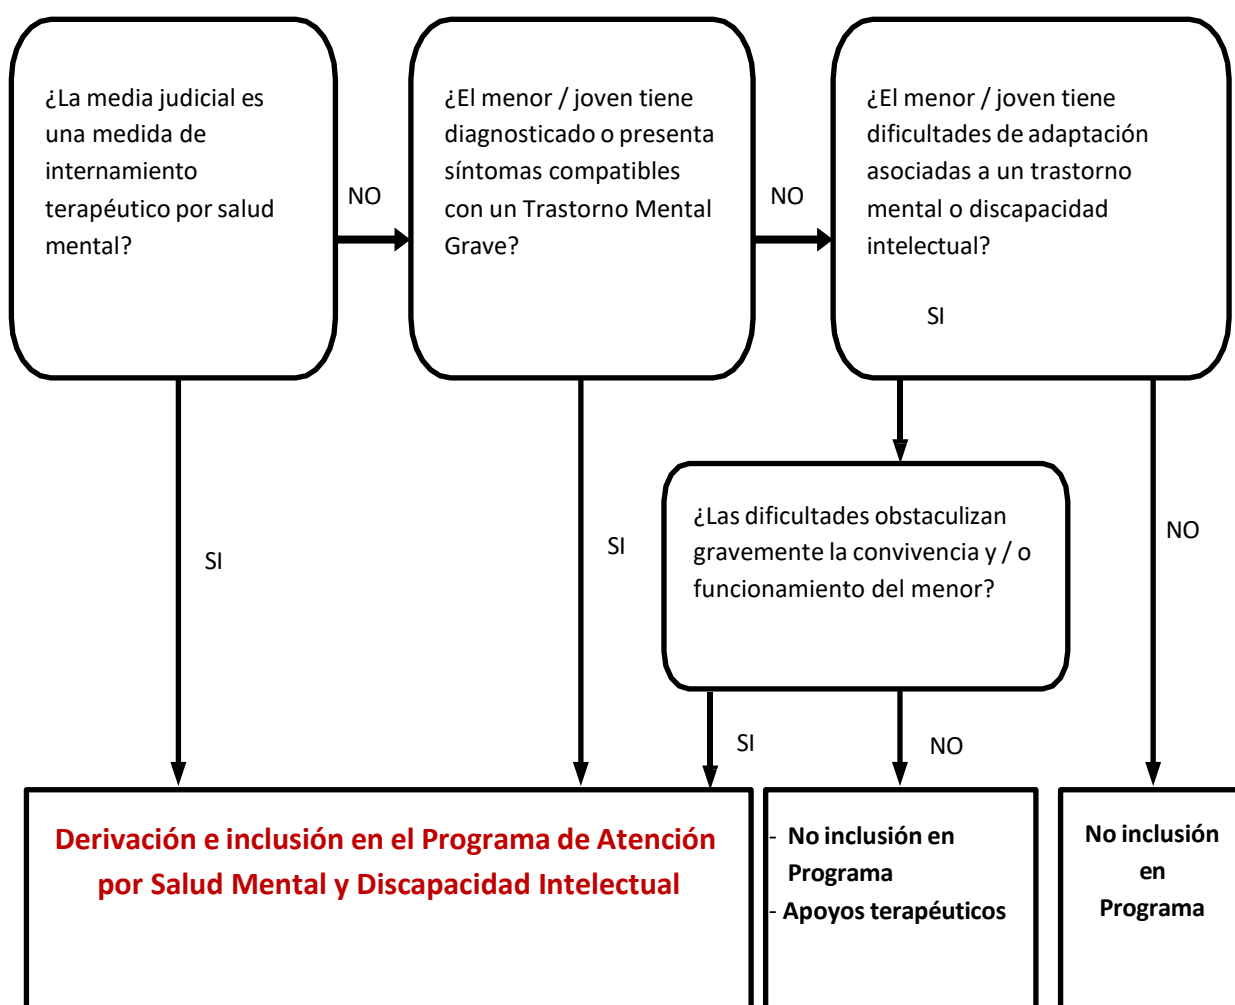 ¿La media judicial es
una medida de
internamiento
terapéutico por salud
mental?
NO
¿El menor / joven tiene
diagnosticado o presenta
síntomas compatibles
con un Trastorno Mental
Grave?
NO
¿El menor / joven tiene
dificultades de adaptación
asociadas a un trastorno
mental o discapacidad
intelectual?
SI
SI
SI
¿Las dificultades obstaculizan
gravemente la convivencia y / o
funcionamiento del menor?
NO
SI
NO
Derivación e inclusión en el Programa de Atención
por Salud Mental y Discapacidad Intelectual
- No inclusión en
Programa
- Apoyos terapéuticos
No inclusión
en
Programa